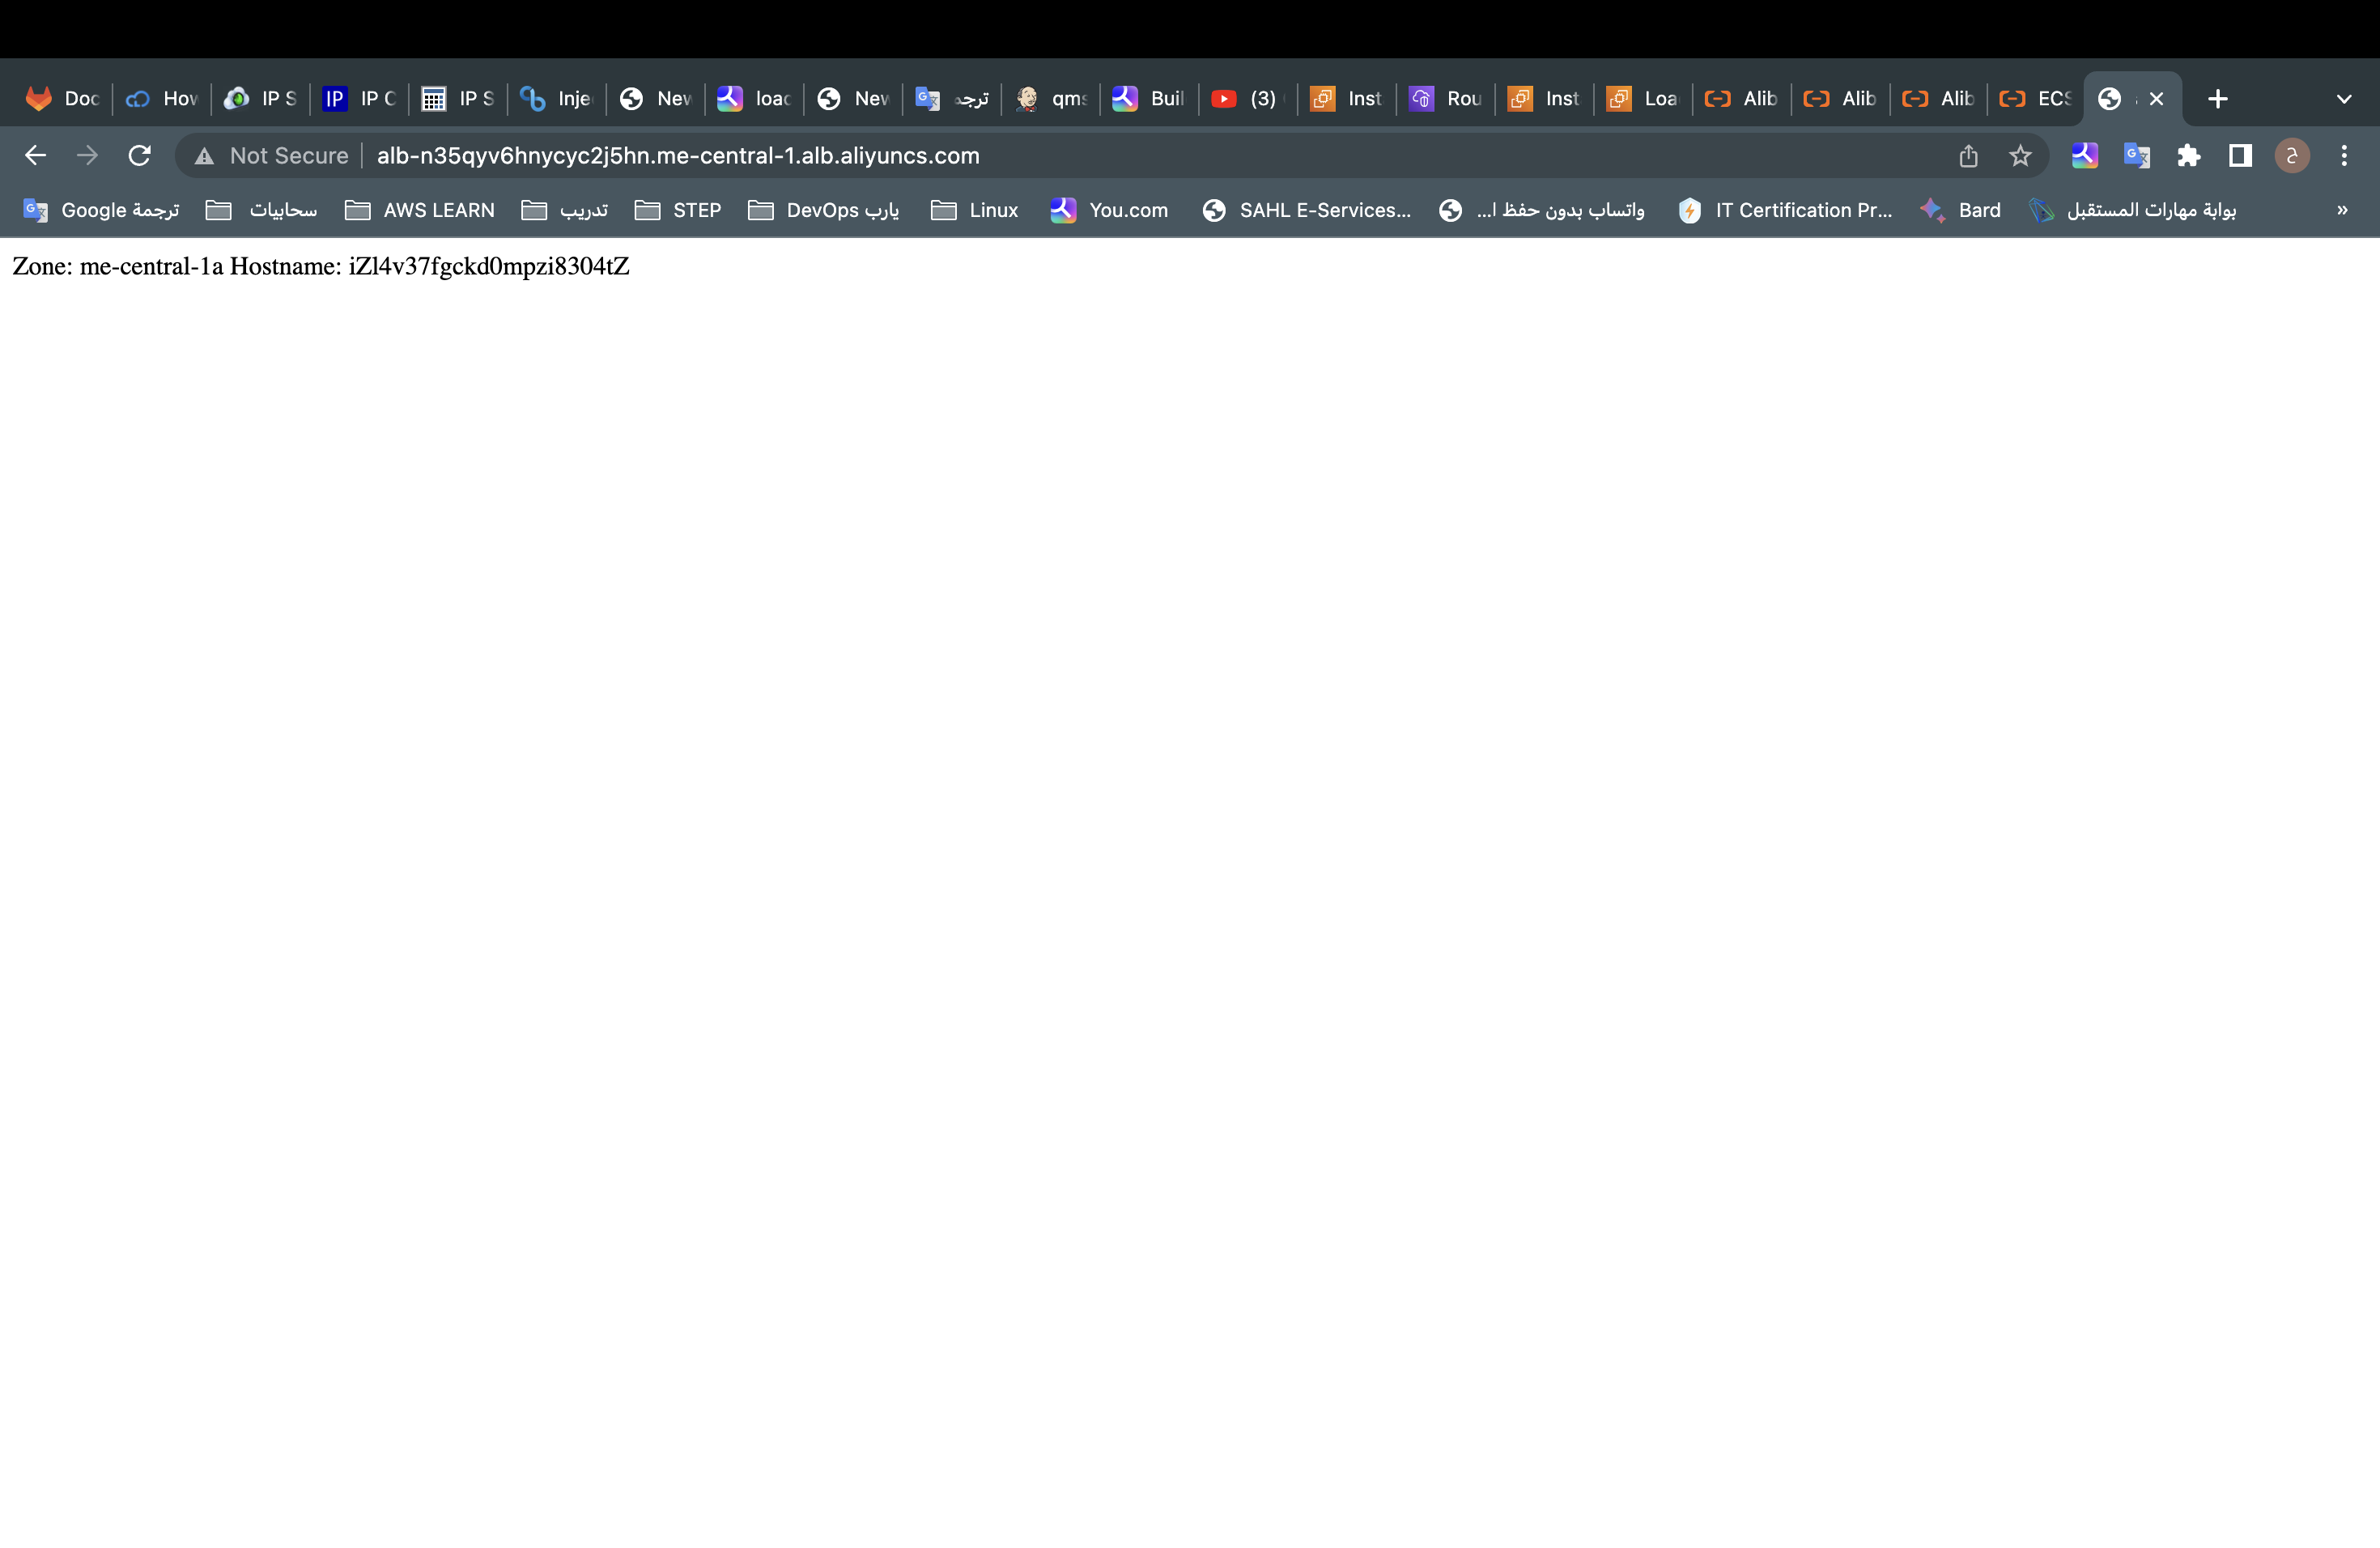 Doc How IP S IP IP C IP S Inje New load New ترجم qms Buil (3) Inst Rou Inst Loa Alib Alib Alib ECS
Not Secure alb-n35qyv6hnycyc2j5hn.me-central-1.alb.aliyuncs.com
ترجمة Google سحابيات AWS LEARN تدريب STEP DevOps يارب Linux You.com SAHL E-Services... واتساب بدون حفظ ا... IT Certification Pr... Bard بوابة مهارات المستقبل »
Zone: me-central-1a Hostname: iZl4v37fgckd0mpzi8304tZ